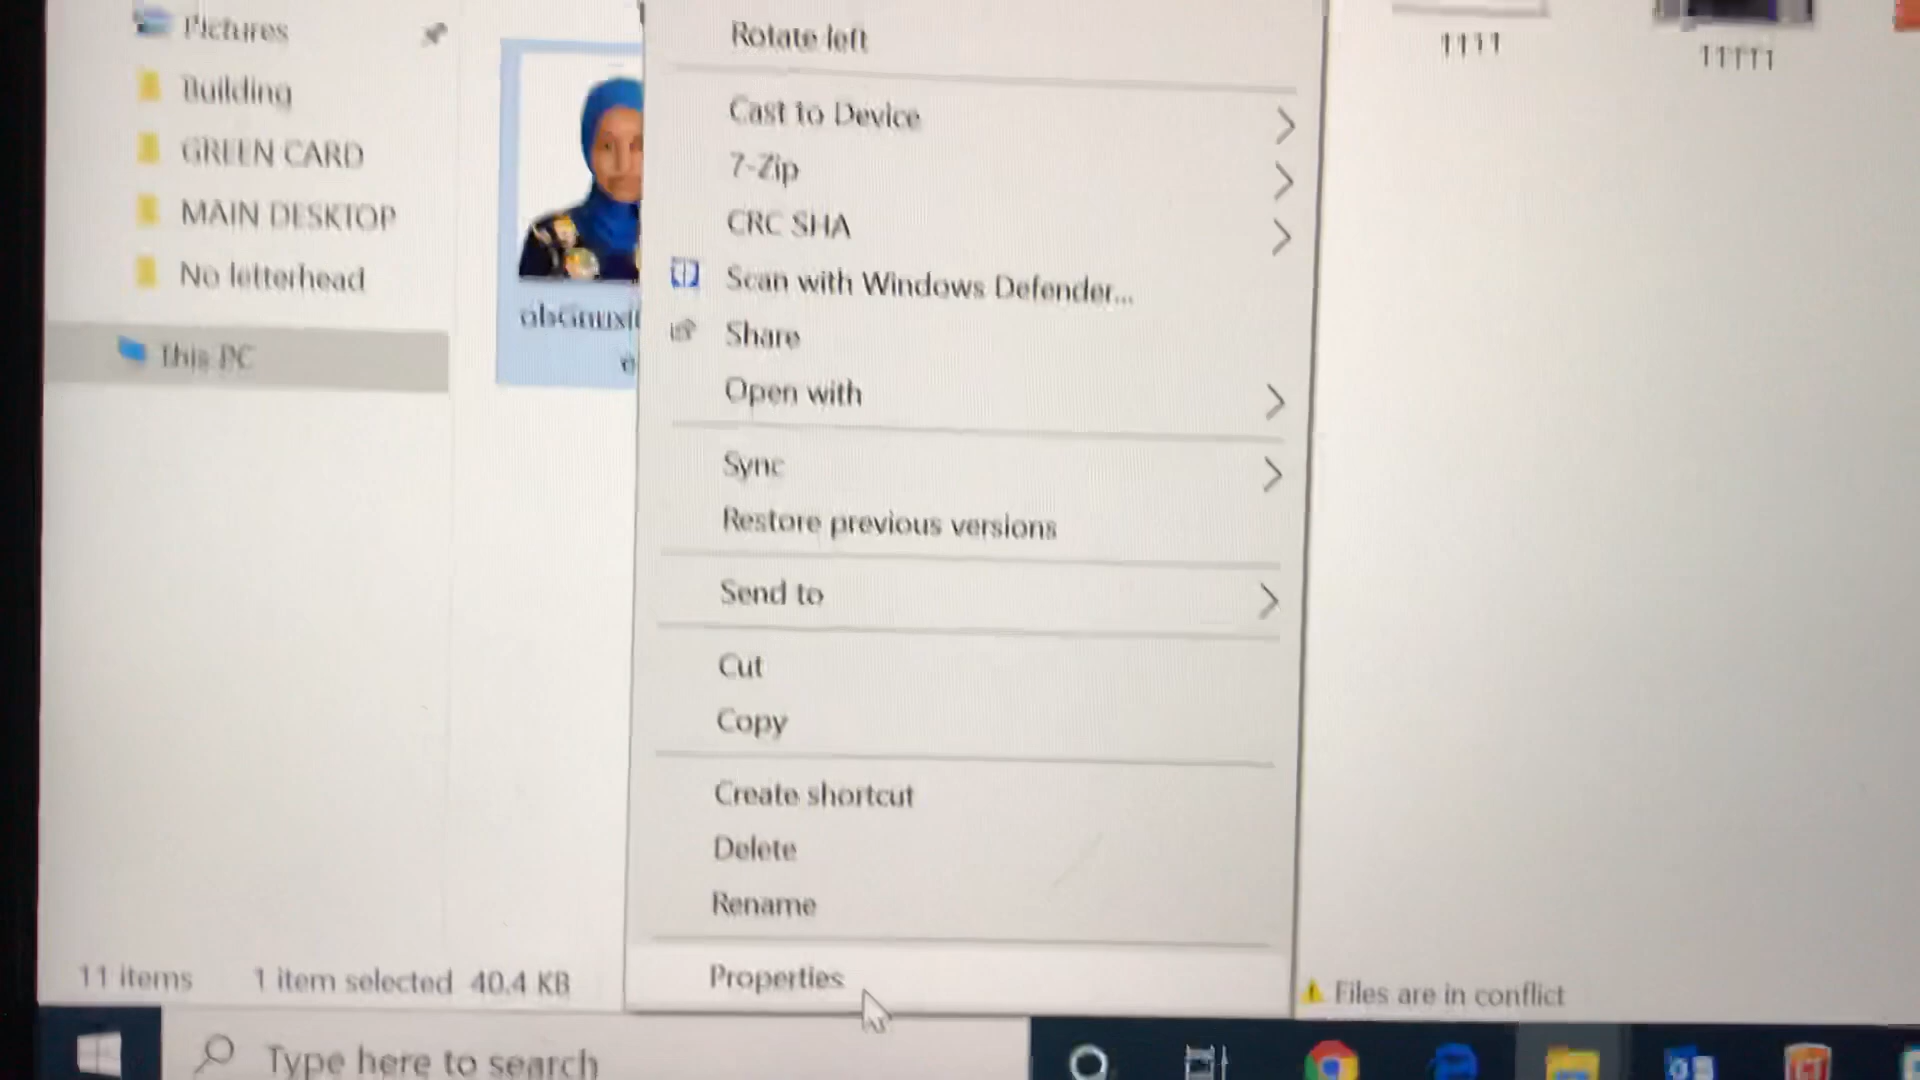 Pictures
Building
GREEN CARD
MAIN DESKTOP
No letterhead
This PC
Rotate left
Cast to Device
7-Zip
CRC SHA
Scan with Windows Defender...
Share
Open with
Sync
Restore previous versions
Send to
Cut
Copy
Create shortcut
Delete
Rename
Properties
1111
11111
11 items 1 item selected 40.4 KB
Files are in conflict
Type here to search